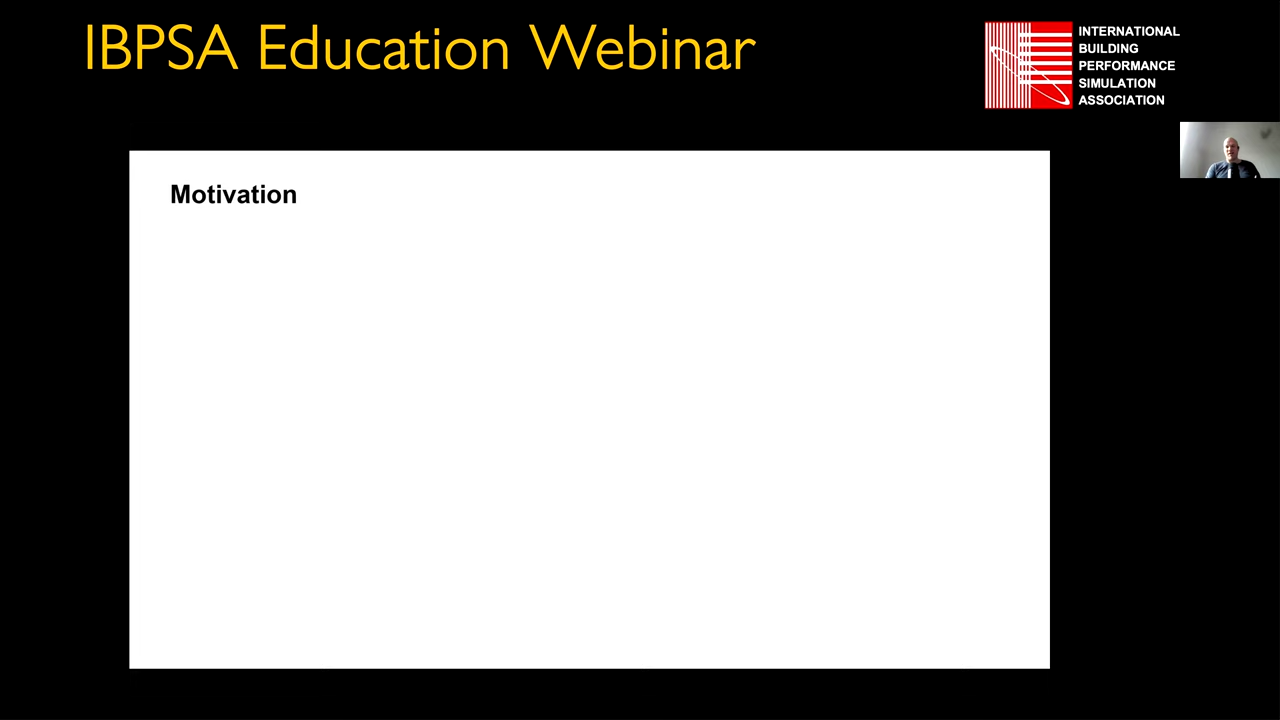 IBPSA Education Webinar
INTERNATIONAL
BUILDING
PERFORMANCE
SIMULATION
ASSOCIATION
Motivation